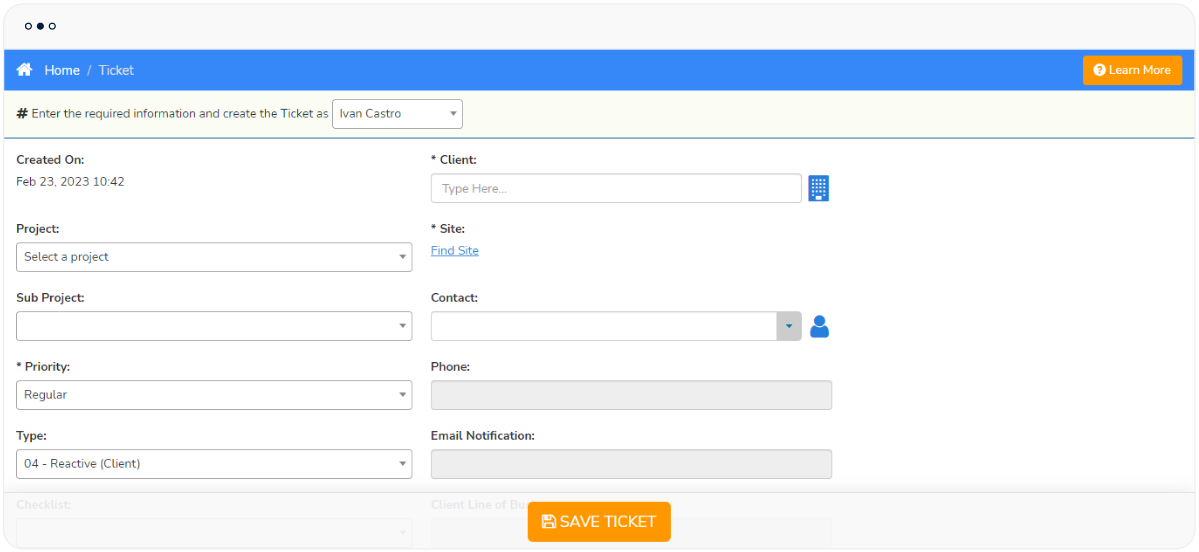 Home / Ticket
Learn More
# Enter the required information and create the Ticket as Ivan Castro
Created On:
Feb 23, 2023 10:42
* Client:
Type Here...
Project:
Select a project
* Site:
Find Site
Sub Project:
Contact:
* Priority:
Regular
Phone:
Type:
04 - Reactive (Client)
Email Notification:
Checklist:
Client Line of
SAVE TICKET